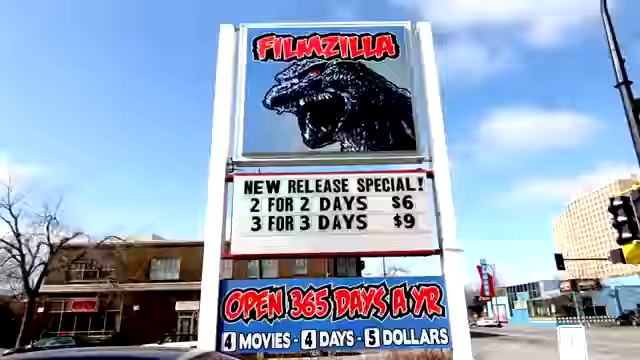 FILMZILLA
NEW RELEASE SPECIAL!
2 FOR 2 DAYS $6
3 FOR 3 DAYS $9
OPEN 365 DAYS A YR
4 MOVIES - 4 DAYS - 5 DOLLARS